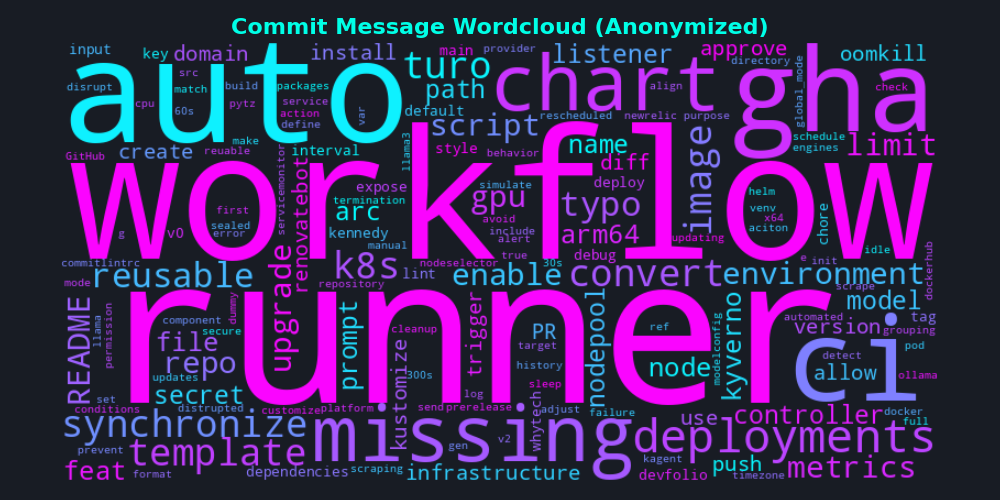 Commit Message Wordcloud (Anonymized)
input key domain install main provider listener approve oomkill
auto turo chart gha
disrupt src match build packages path directory align global_mode check
cpu 60s pytz service action define var default rescheduled newrelic purpose
make script name schedule engines limit
GitHub create reuable interval llama3 style behavior diff image
workflow
servicemonitor renovatebot expose simulate termination gpu deploy typo helm venv x64 aciton chore
first sealed error arc kennedy manual avoid include alert arm64 updating
g v0 true debug idle
commitlintrc reusable k8s lint nodeselector 30s enable convert environment e init dockerhub
mode README llama permission upgrade repository scrape model
runner
component dummy secure file prompt cleanup trigger PR target nodepool ref modelconfig kyverno automated version grouping tag
repo history node detect ci pod
updates secret 300s kustomize log sleep allow ollama
set conditions distrupted customize platform send prerelease whytech adjust failure use controller docker full
synchronize missing deployments
prevent template gen v2 kagent push
feat format dependencies scraping infrastructure devfolio timezone metrics